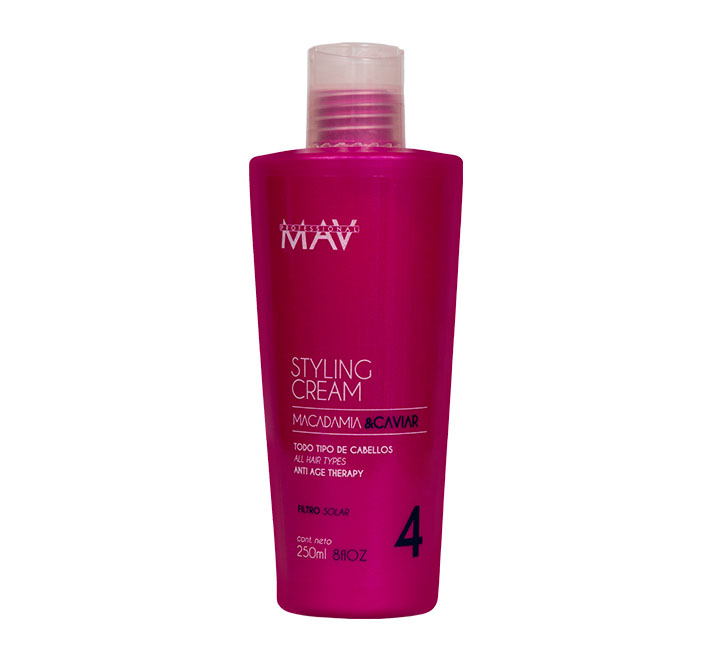 MAV
PROFESSIONAL
STYLING
CREAM
MACADAMIA &CAVIAR
TODO TIPO DE CABELLOS
ALL HAIR TYPES
ANTI AGE THERAPY
FILTRO SOLAR
4
cont. neto
250ml 8flOZ